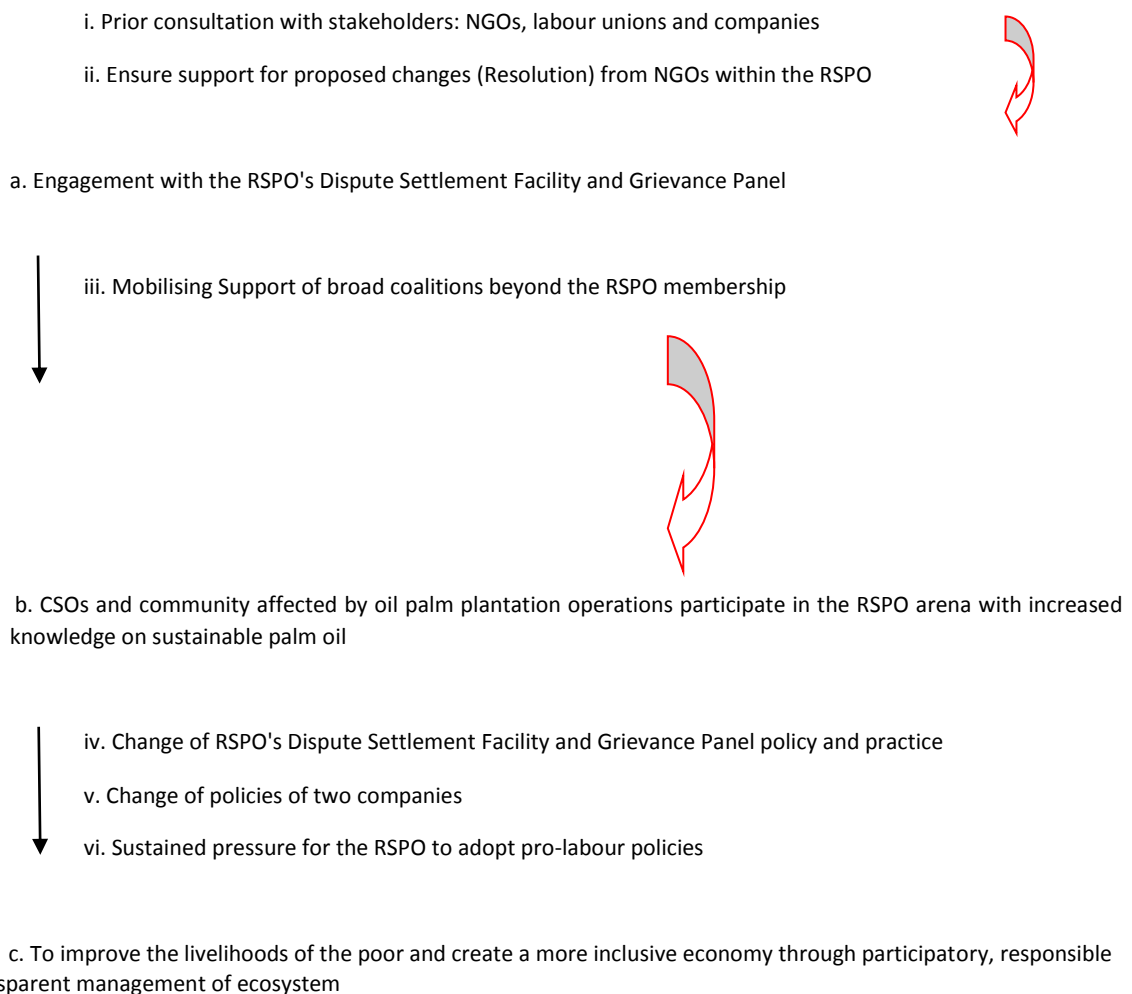 i. Prior consultation with stakeholders: NGOs, labour unions and companies
ii. Ensure support for proposed changes (Resolution) from NGOs within the RSPO
a. Engagement with the RSPO's Dispute Settlement Facility and Grievance Panel
iii. Mobilising Support of broad coalitions beyond the RSPO membership
b. CSOs and community affected by oil palm plantation operations participate in the RSPO arena with increased
knowledge on sustainable palm oil
iv. Change of RSPO's Dispute Settlement Facility and Grievance Panel policy and practice
v. Change of policies of two companies
vi. Sustained pressure for the RSPO to adopt pro-labour policies
c. To improve the livelihoods of the poor and create a more inclusive economy through participatory, responsible
sparent management of ecosystem